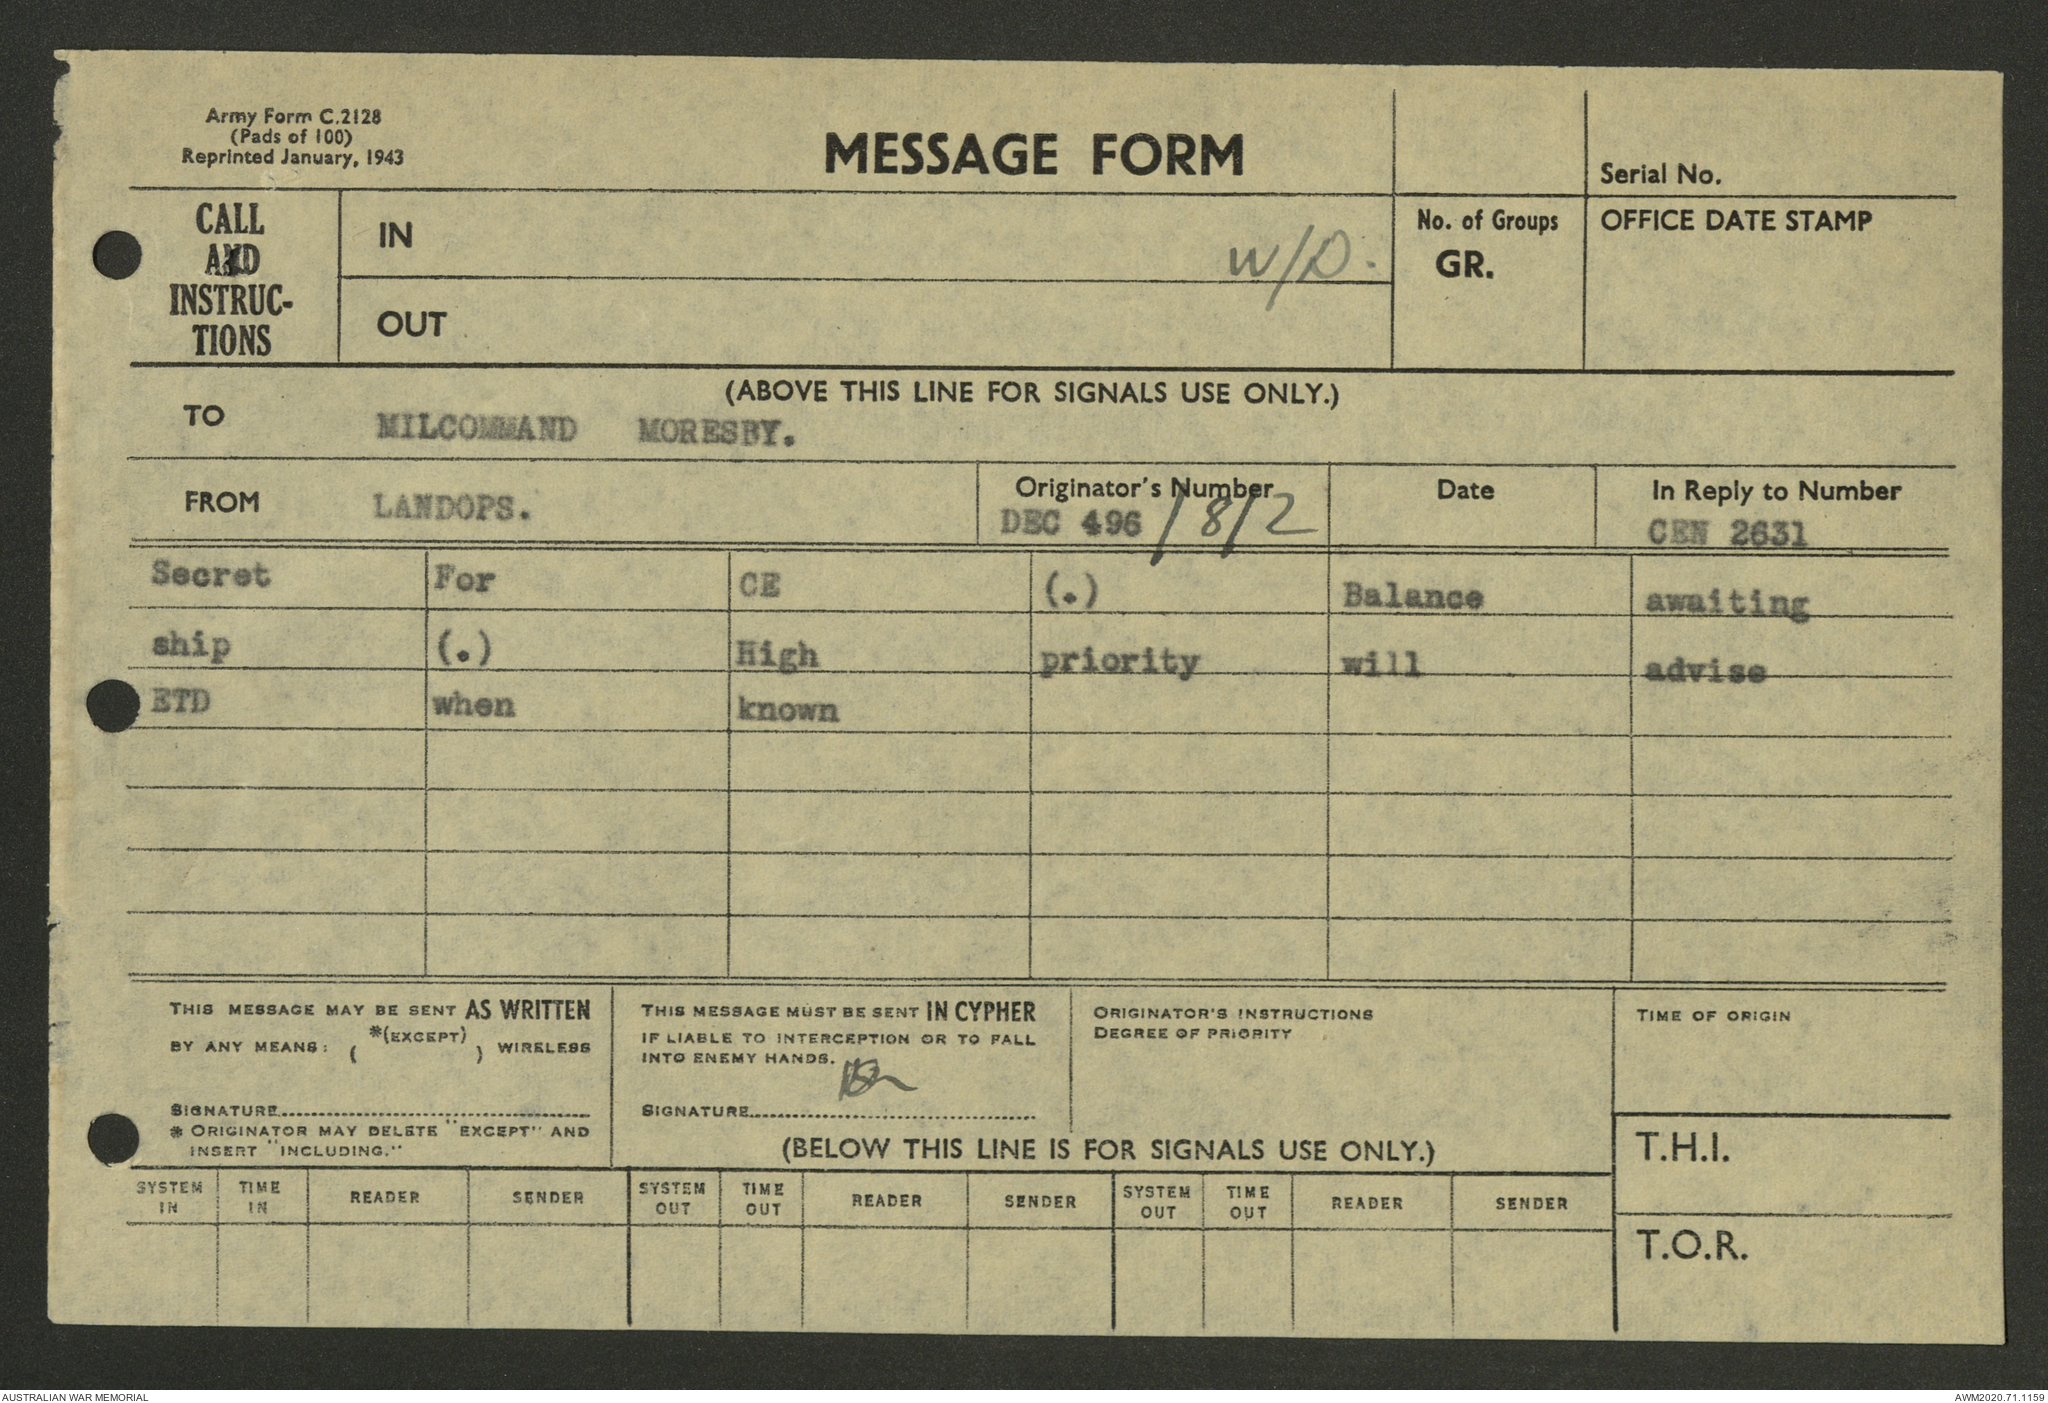 Army Form C.2128
(Pads of 100)
Reprinted January, 1943
MESSAGE FORM
Serial No.
CALL
AND
INSTRUC-
TIONS
IN
w/D.
OUT
No. of Groups
GR.
OFFICE DATE STAMP
(ABOVE THIS LINE FOR SIGNALS USE ONLY.)
TO MILCOMMAND MORESBY.
FROM LANDOPS.
Originator's Number
DEC 496 /8/2
Date
In Reply to Number
CEN 2631
Secret For CE (.) Balance awaiting
ship (.) High priority will advise
ETD when known
THIS MESSAGE MAY BE SENT AS WRITTEN
BY ANY MEANS: ( *(EXCEPT) ) WIRELESS
SIGNATURE
* ORIGINATOR MAY DELETE "EXCEPT" AND
INSERT "INCLUDING."
THIS MESSAGE MUST BE SENT IN CYPHER
IF LIABLE TO INTERCEPTION OR TO FALL
INTO ENEMY HANDS.
SIGNATURE
ORIGINATOR'S INSTRUCTIONS
DEGREE OF PRIORITY
TIME OF ORIGIN
(BELOW THIS LINE IS FOR SIGNALS USE ONLY.)
T.H.I.
SYSTEM IN TIME IN READER SENDER SYSTEM OUT TIME OUT READER SENDER SYSTEM OUT TIME OUT READER SENDER
T.O.R.
AUSTRALIAN WAR MEMORIAL
AWM2020.71.1159